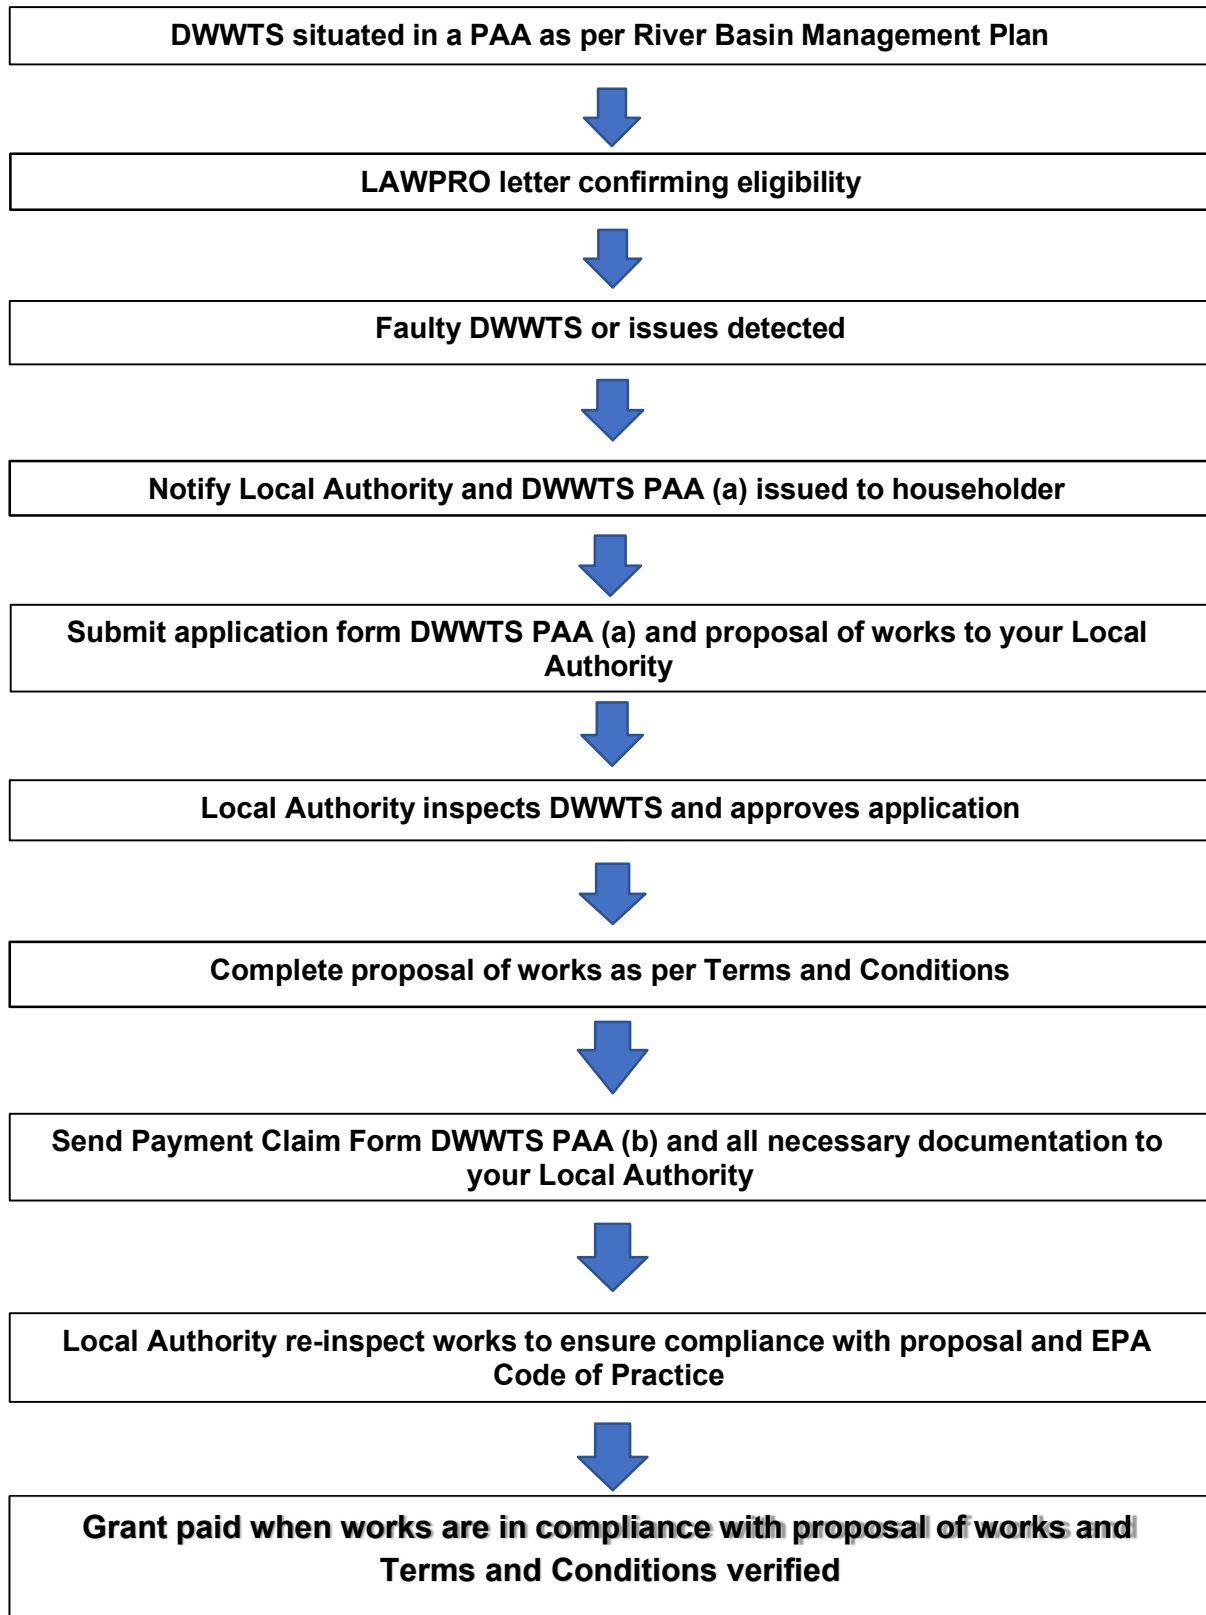 DWWTS situated in a PAA as per River Basin Management Plan
LAWPRO letter confirming eligibility
Faulty DWWTS or issues detected
Notify Local Authority and DWWTS PAA (a) issued to householder
Submit application form DWWTS PAA (a) and proposal of works to your Local
Authority
Local Authority inspects DWWTS and approves application
Complete proposal of works as per Terms and Conditions
Send Payment Claim Form DWWTS PAA (b) and all necessary documentation to
your Local Authority
Local Authority re-inspect works to ensure compliance with proposal and EPA
Code of Practice
Grant paid when works are in compliance with proposal of works and
Terms and Conditions verified